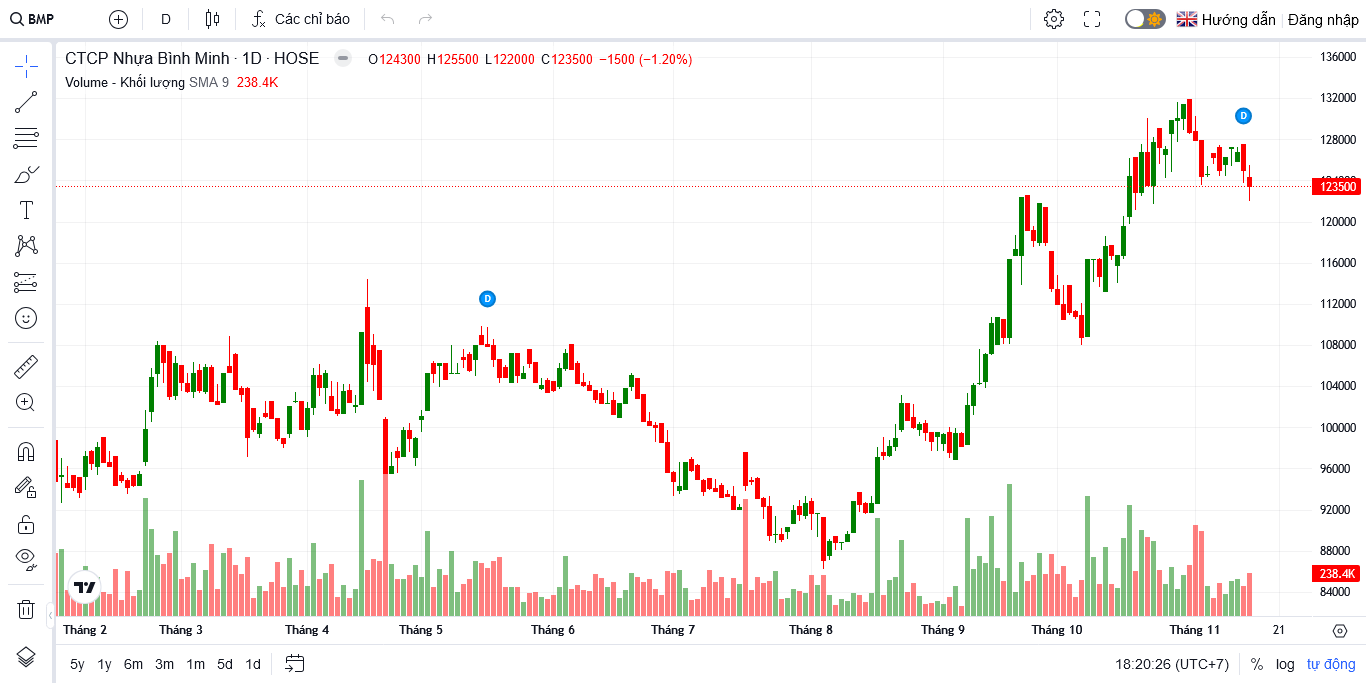 BMP D Các chỉ báo Hướng dẫn Đăng nhập
CTCP Nhựa Bình Minh · 1D · HOSE O124300 H125500 L122000 C123500 −1500 (−1.20%)
Volume - Khối lượng SMA 9 238.4K
136000
132000
D
128000
123500
120000
116000
112000
D
108000
104000
100000
96000
92000
88000
238.4K
84000
Tháng 2 Tháng 3 Tháng 4 Tháng 5 Tháng 6 Tháng 7 Tháng 8 Tháng 9 Tháng 10 Tháng 11 21
5y 1y 6m 3m 1m 5d 1d 18:20:26 (UTC+7) % log tự động